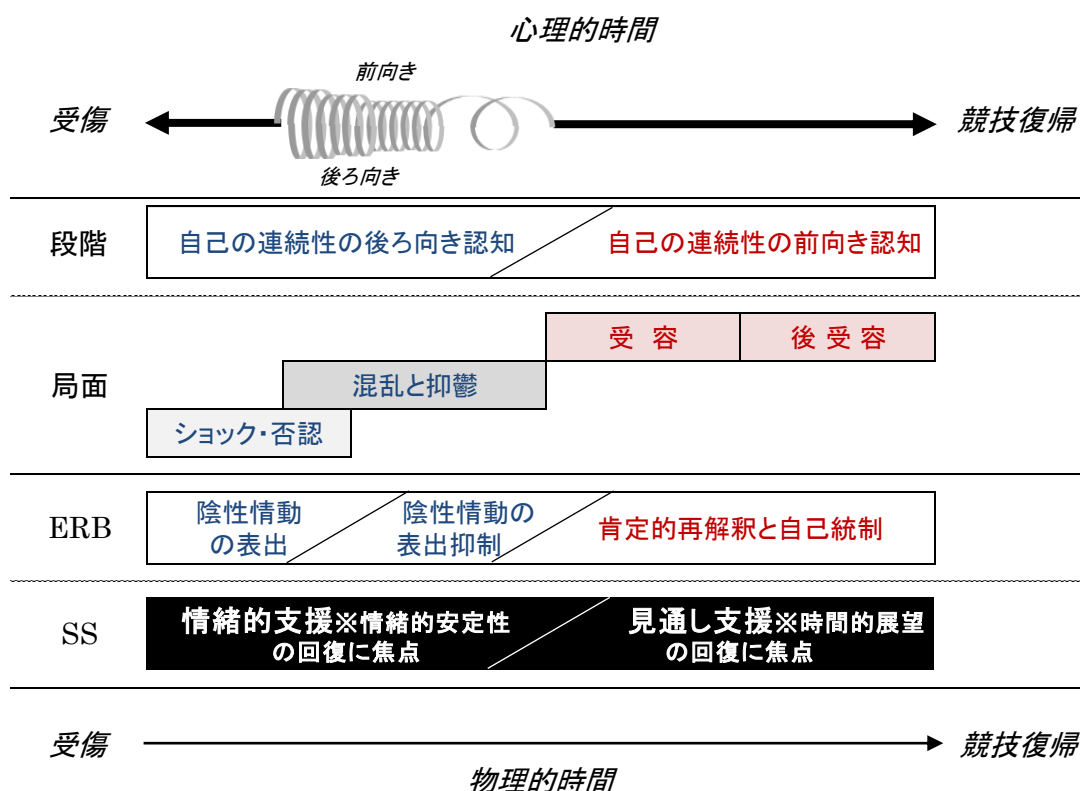 心理的時間
前向き
受傷
競技復帰
後ろ向き
段階
自己の連続性の後ろ向き認知
自己の連続性の前向き認知
局面
受 容
後 受 容
混乱と抑鬱
ショック・否認
ERB
陰性情動
の表出
陰性情動の
表出抑制
肯定的再解釈と自己統制
SS
情緒的支援※情緒的安定性
の回復に焦点
見通し支援※時間的展望
の回復に焦点
受傷
競技復帰
物理的時間